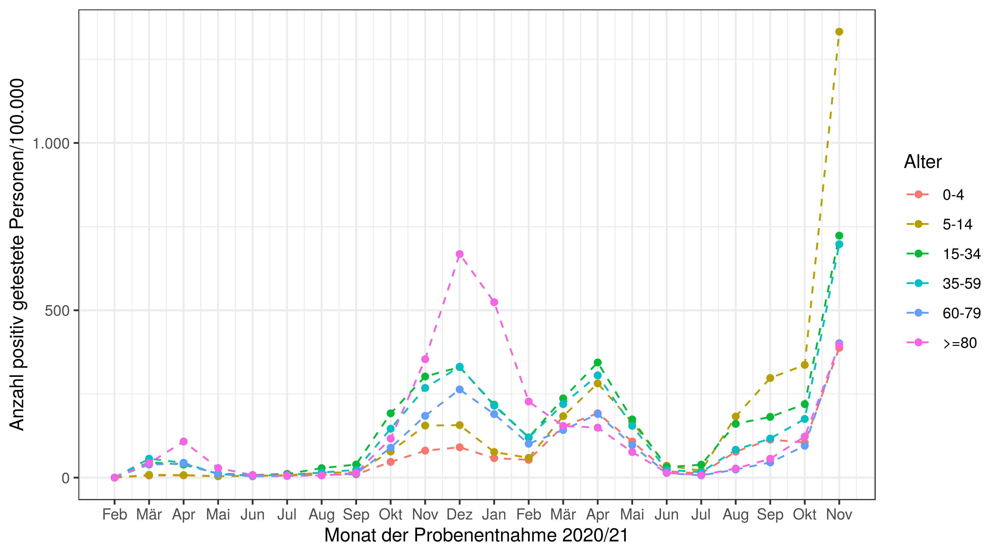 Anzahl positiv getestete Personen/100.000
1.000
500
0
Feb Mär Apr Mai Jun Jul Aug Sep Okt Nov Dez Jan Feb Mär Apr Mai Jun Jul Aug Sep Okt Nov
Monat der Probenentnahme 2020/21
Alter
0-4
5-14
15-34
35-59
60-79
>=80